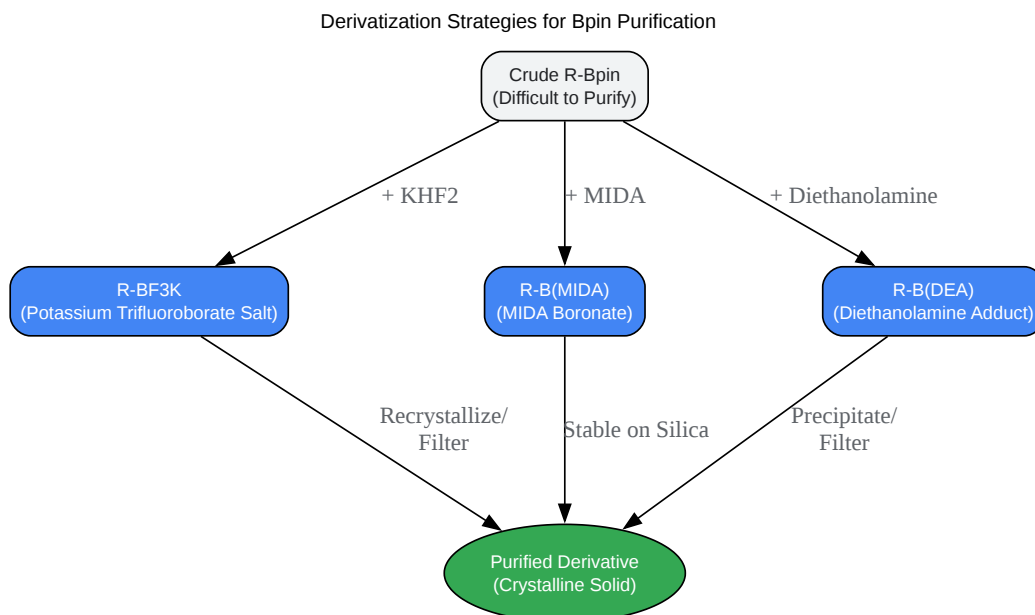 Derivatization Strategies for Bpin Purification
Crude R-Bpin
(Difficult to Purify)
+ KHF2
+ MIDA
+ Diethanolamine
R-BF3K
(Potassium Trifluoroborate Salt)
R-B(MIDA)
(MIDA Boronate)
R-B(DEA)
(Diethanolamine Adduct)
Recrystallize/
Filter
Stable on Silica
Precipitate/
Filter
Purified Derivative
(Crystalline Solid)